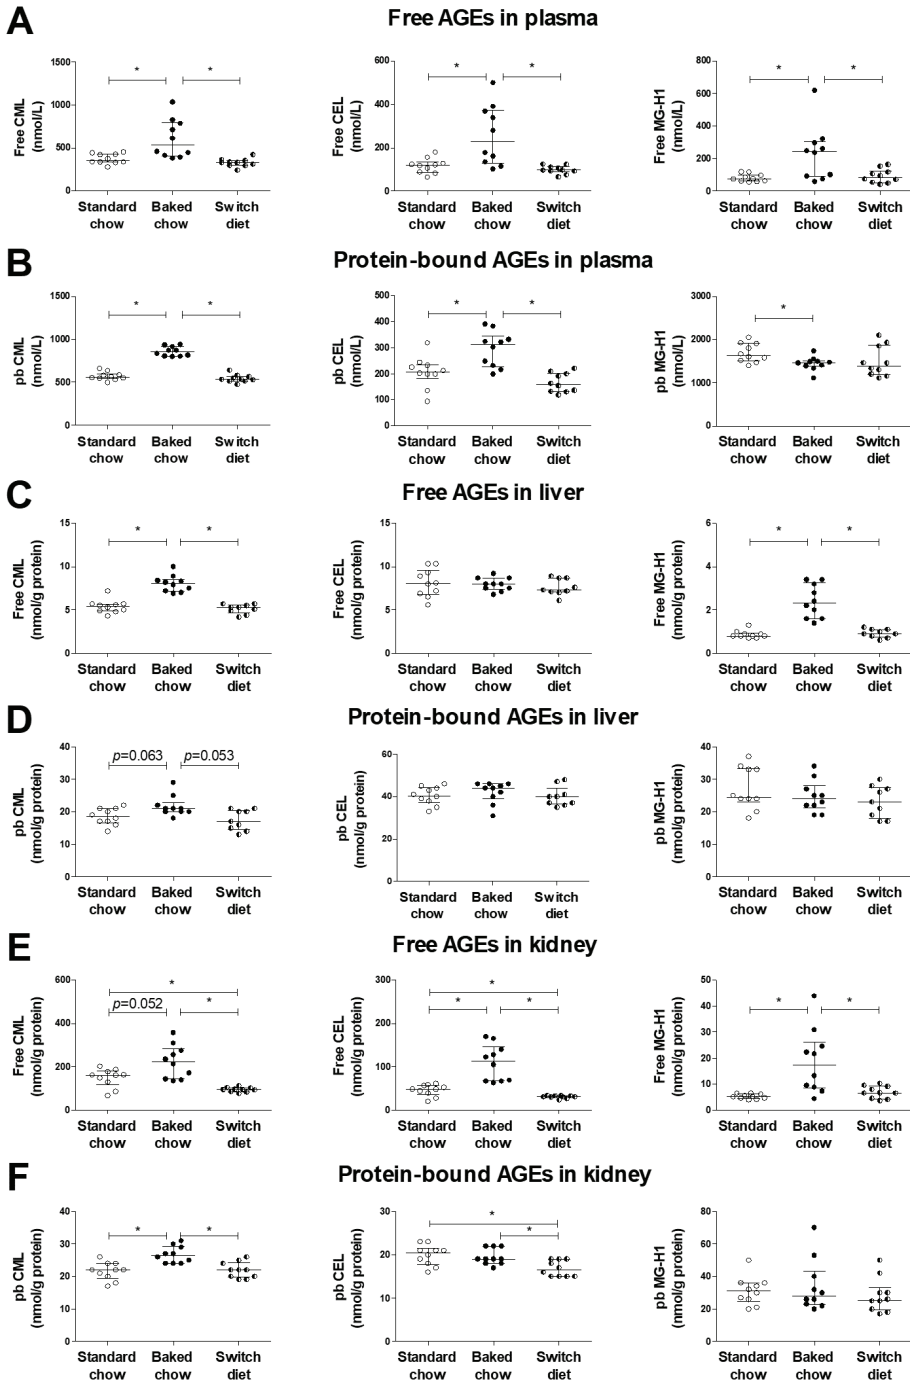 A
Free AGEs in plasma
Free CML
(nmol/L)
1500
1000
500
0
*
*
Standard
chow
Baked
chow
Switch
diet
Free CEL
(nmol/L)
600
400
200
0
*
*
Standard
chow
Baked
chow
Switch
diet
Free MG-H1
(nmol/L)
800
600
400
200
0
*
*
Standard
chow
Baked
chow
Switch
diet
B
Protein-bound AGEs in plasma
pb CML
(nmol/L)
1500
1000
500
0
*
*
Standard
chow
Baked
chow
Switch
diet
pb CEL
(nmol/L)
500
400
300
200
100
0
*
*
Standard
chow
Baked
chow
Switch
diet
pb MG-H1
(nmol/L)
3000
2000
1000
0
*
Standard
chow
Baked
chow
Switch
diet
C
Free AGEs in liver
Free CML
(nmol/g protein)
15
10
5
0
*
*
Standard
chow
Baked
chow
Switch
diet
Free CEL
(nmol/g protein)
15
10
5
0
Standard
chow
Baked
chow
Switch
diet
Free MG-H1
(nmol/g protein)
6
4
2
0
*
*
Standard
chow
Baked
chow
Switch
diet
D
Protein-bound AGEs in liver
pb CML
(nmol/g protein)
40
30
20
10
0
p=0.063
p=0.053
Standard
chow
Baked
chow
Switch
diet
pb CEL
(nmol/g protein)
60
40
20
0
Standard
chow
Baked
chow
Switch
diet
pb MG-H1
(nmol/g protein)
40
30
20
10
0
Standard
chow
Baked
chow
Switch
diet
E
Free AGEs in kidney
Free CML
(nmol/g protein)
600
400
200
0
*
p=0.052
*
Standard
chow
Baked
chow
Switch
diet
Free CEL
(nmol/g protein)
300
200
100
0
*
*
*
Standard
chow
Baked
chow
Switch
diet
Free MG-H1
(nmol/g protein)
50
40
30
20
10
0
*
*
Standard
chow
Baked
chow
Switch
diet
F
Protein-bound AGEs in kidney
pb CML
(nmol/g protein)
40
30
20
10
0
*
*
Standard
chow
Baked
chow
Switch
diet
pb CEL
(nmol/g protein)
30
20
10
0
*
*
Standard
chow
Baked
chow
Switch
diet
pb MG-H1
(nmol/g protein)
80
60
40
20
0
Standard
chow
Baked
chow
Switch
diet